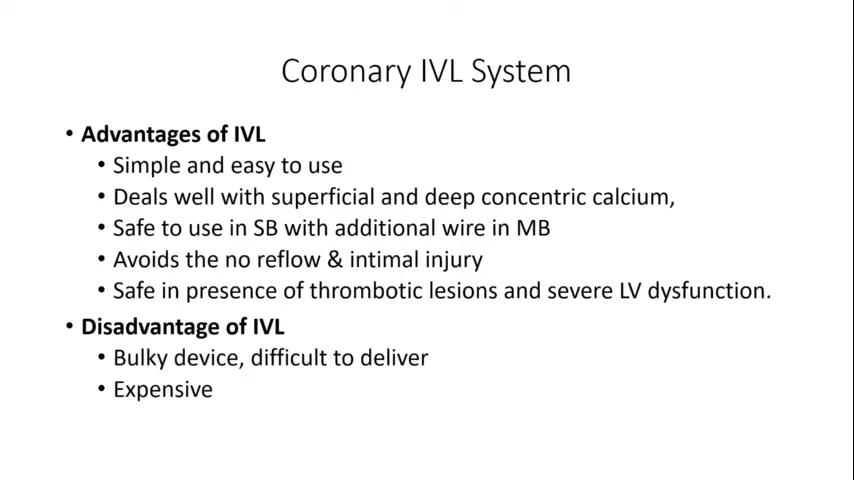 Coronary IVL System
• Advantages of IVL
• Simple and easy to use
• Deals well with superficial and deep concentric calcium,
• Safe to use in SB with additional wire in MB
• Avoids the no reflow & intimal injury
• Safe in presence of thrombotic lesions and severe LV dysfunction.
• Disadvantage of IVL
• Bulky device, difficult to deliver
• Expensive